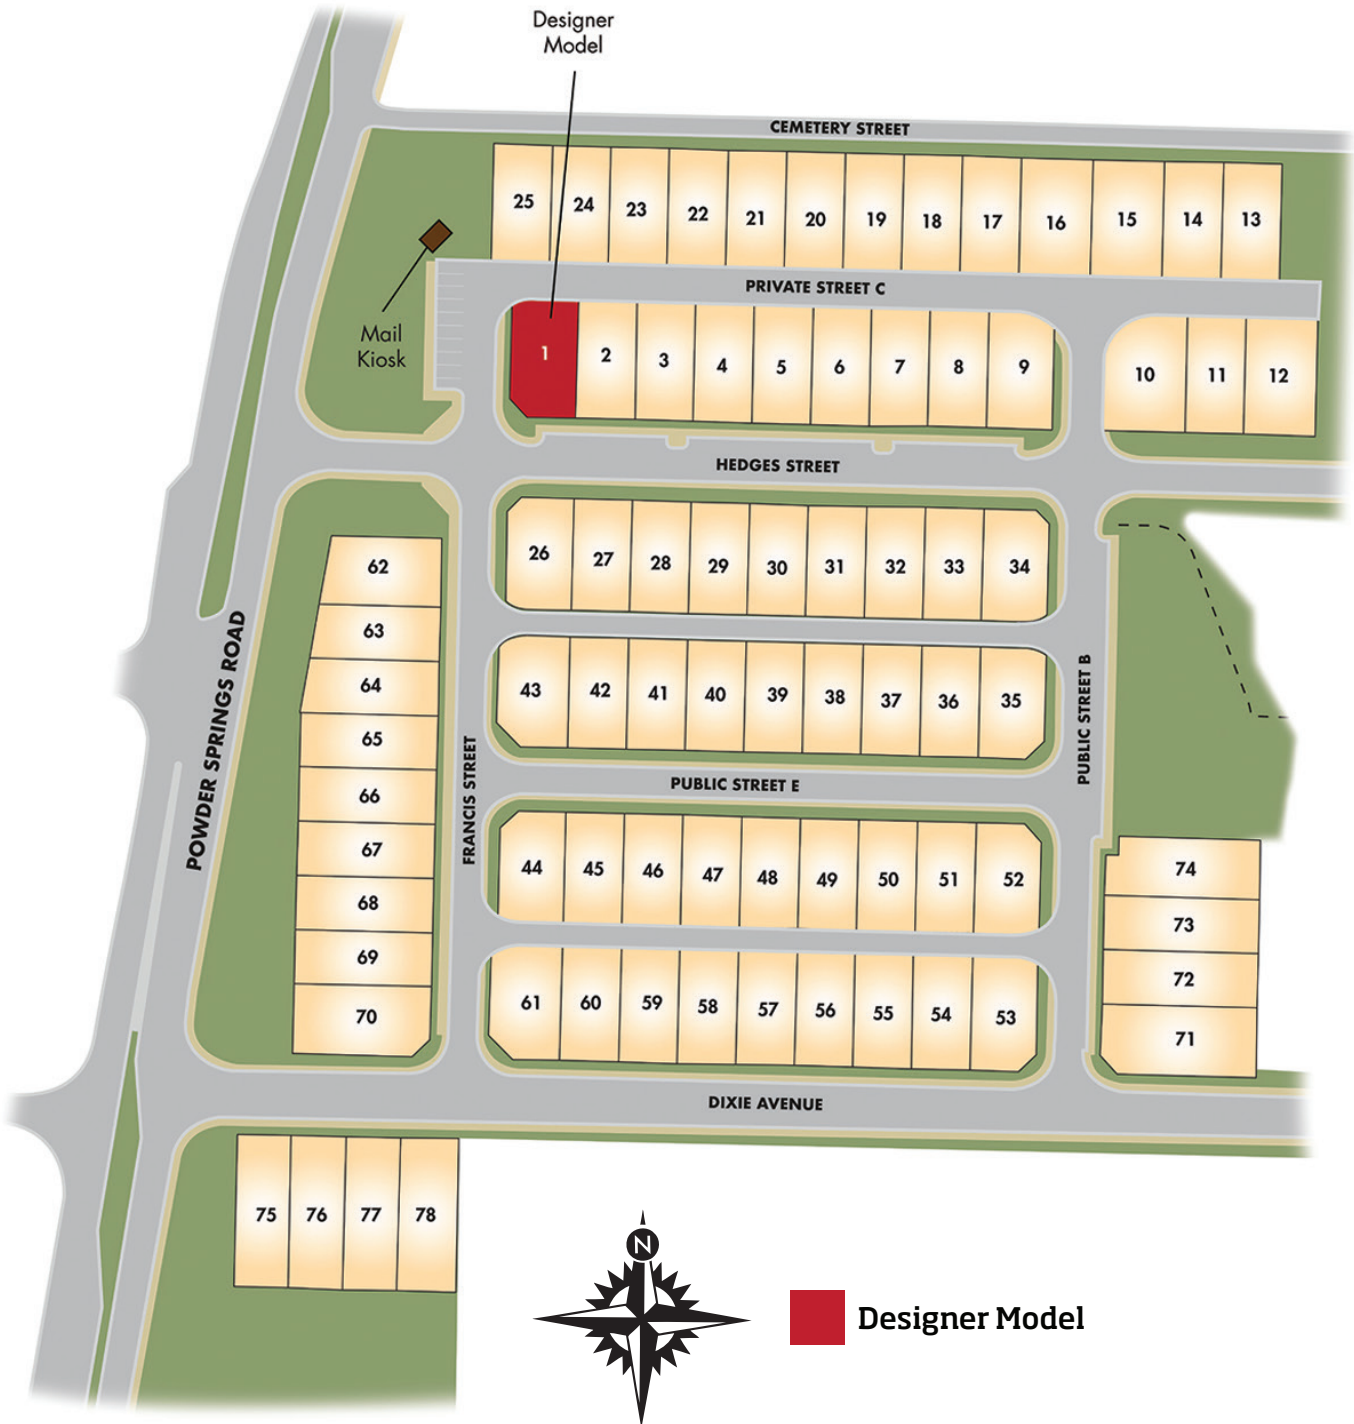 Designer
Model
CEMETERY STREET
25 24 23 22 21 20 19 18 17 16 15 14 13
Mail
Kiosk
PRIVATE STREET C
1 2 3 4 5 6 7 8 9 10 11 12
HEDGES STREET
26 27 28 29 30 31 32 33 34
62
63
64
65
66
67
68
69
70
POWDER SPRINGS ROAD
FRANCIS STREET
43 42 41 40 39 38 37 36 35
PUBLIC STREET B
PUBLIC STREET E
44 45 46 47 48 49 50 51 52
74
73
72
71
61 60 59 58 57 56 55 54 53
DIXIE AVENUE
75 76 77 78
N
Designer Model